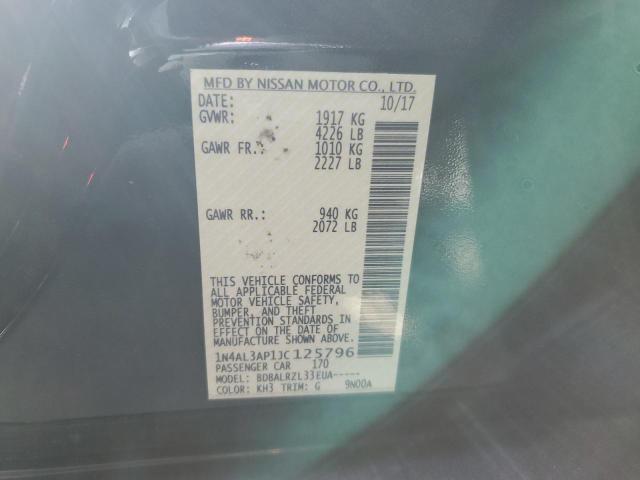 MFD BY NISSAN MOTOR CO., LTD.
DATE: 10/17
GVWR: 1917 KG
4226 LB
GAWR FR.: 1010 KG
2227 LB
GAWR RR.: 940 KG
2072 LB
THIS VEHICLE CONFORMS TO
ALL APPLICABLE FEDERAL
MOTOR VEHICLE SAFETY,
BUMPER, AND THEFT
PREVENTION STANDARDS IN
EFFECT ON THE DATE OF
MANUFACTURE SHOWN ABOVE.
1N4AL3AP1JC125796
PASSENGER CAR 170
MODEL: BDBALRZL33EUA-----
COLOR: KH3 TRIM: G 9N00A